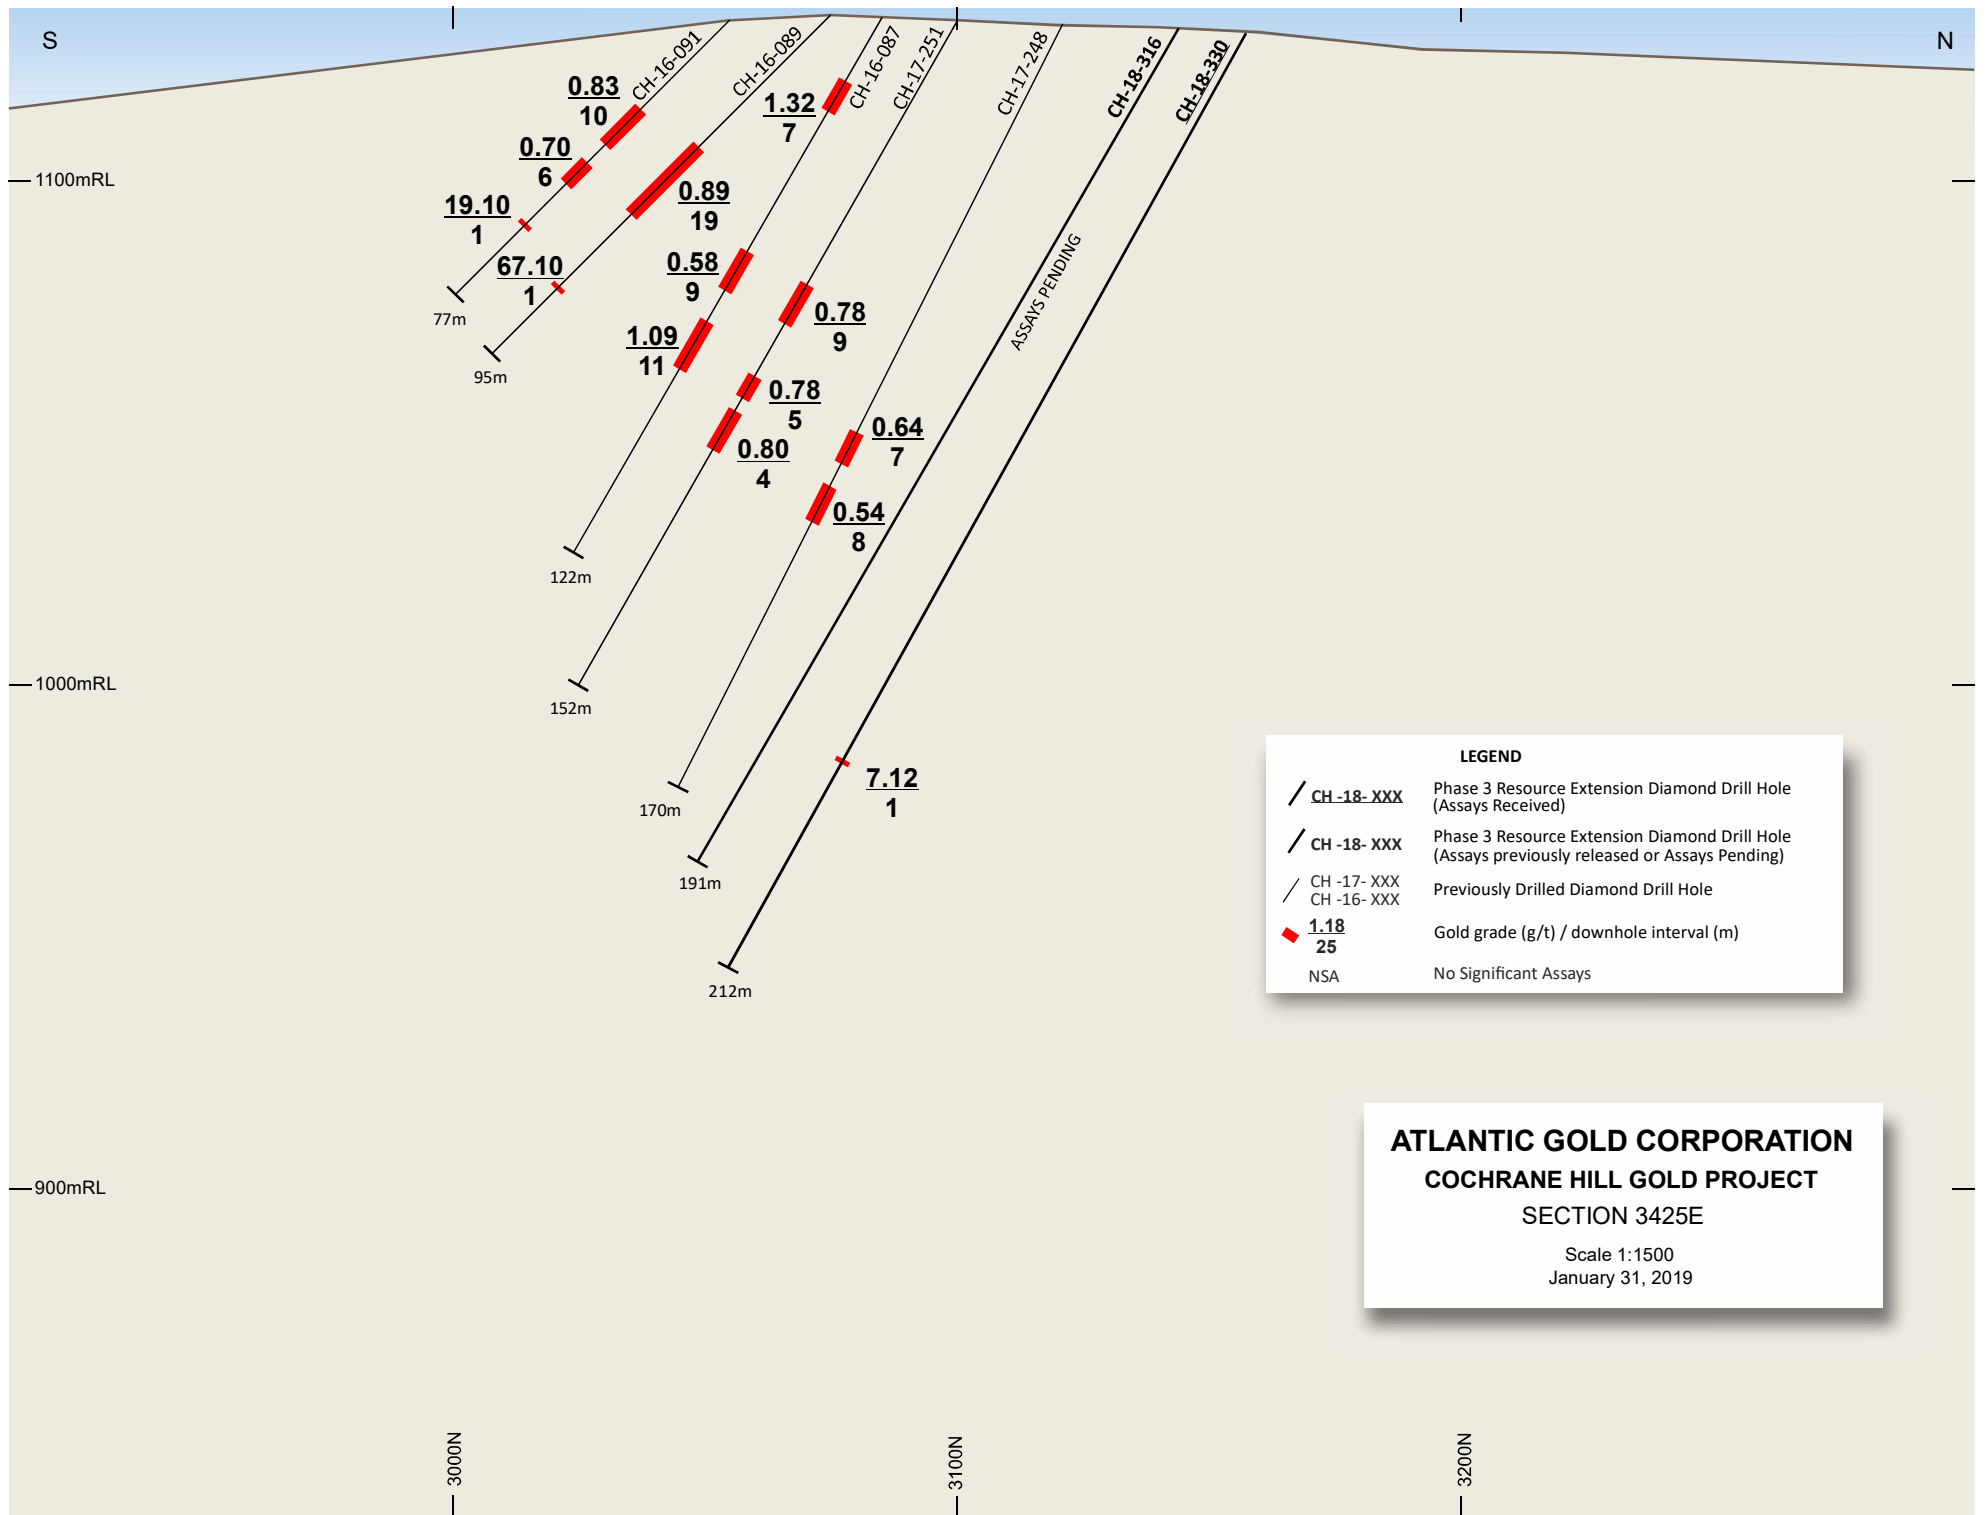 S
N
CH-16-091
CH-16-089
CH-16-087
CH-17-251
CH-17-248
CH-18-316
CH-18-330
0.83
10
1.32
7
0.70
6
1100mRL
0.89
19
19.10
1
67.10
1
0.58
9
ASSAYS PENDING
77m
0.78
9
1.09
11
95m
0.78
5
0.80
4
0.64
7
0.54
8
122m
1000mRL
152m
7.12
1
170m
191m
212m
LEGEND
CH -18- XXX Phase 3 Resource Extension Diamond Drill Hole
(Assays Received)
CH -18- XXX Phase 3 Resource Extension Diamond Drill Hole
(Assays previously released or Assays Pending)
CH -17- XXX
CH -16- XXX
Previously Drilled Diamond Drill Hole
1.18
25
Gold grade (g/t) / downhole interval (m)
NSA No Significant Assays
ATLANTIC GOLD CORPORATION
COCHRANE HILL GOLD PROJECT
SECTION 3425E
Scale 1:1500
January 31, 2019
900mRL
3000N
3100N
3200N